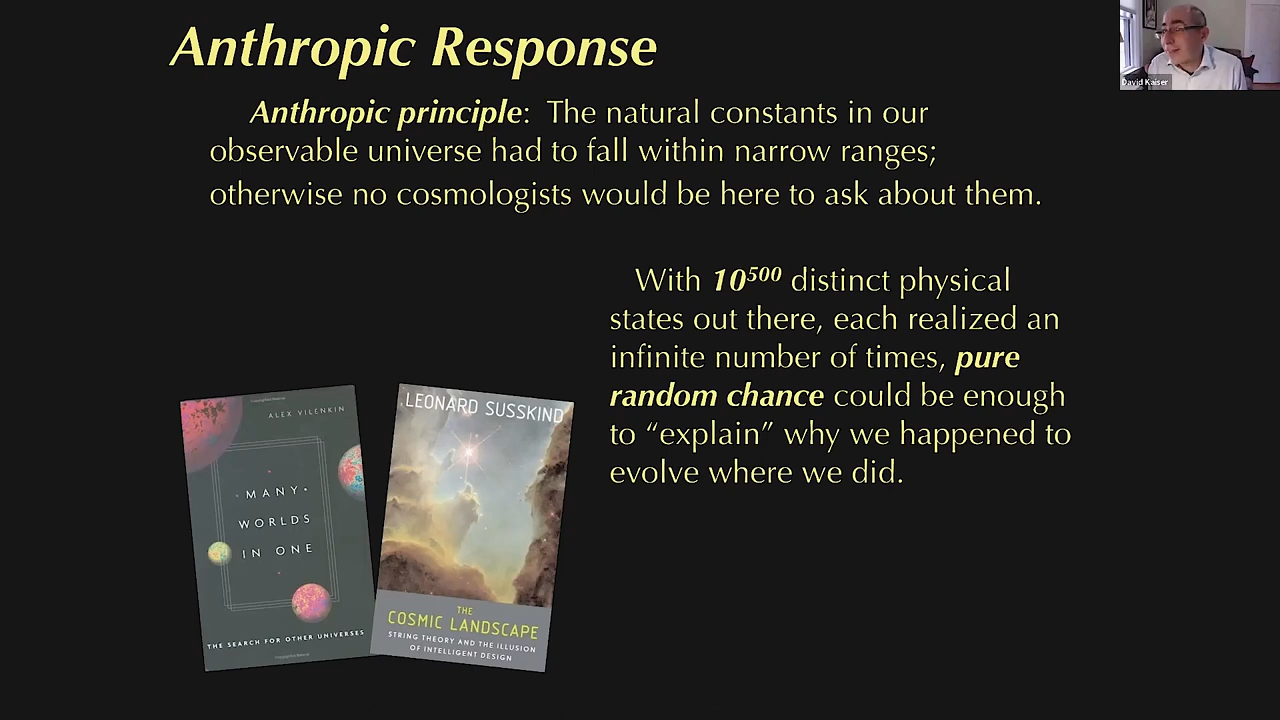 Anthropic Response
Anthropic principle: The natural constants in our
observable universe had to fall within narrow ranges;
otherwise no cosmologists would be here to ask about them.
With 10⁵⁰⁰ distinct physical
states out there, each realized an
infinite number of times, pure
random chance could be enough
to “explain” why we happened to
evolve where we did.
ALEX VILENKIN
MANY
WORLDS
IN ONE
THE SEARCH FOR OTHER UNIVERSES
LEONARD SUSSKIND
THE
COSMIC LANDSCAPE
STRING THEORY AND THE ILLUSION
OF INTELLIGENT DESIGN
David Kaiser